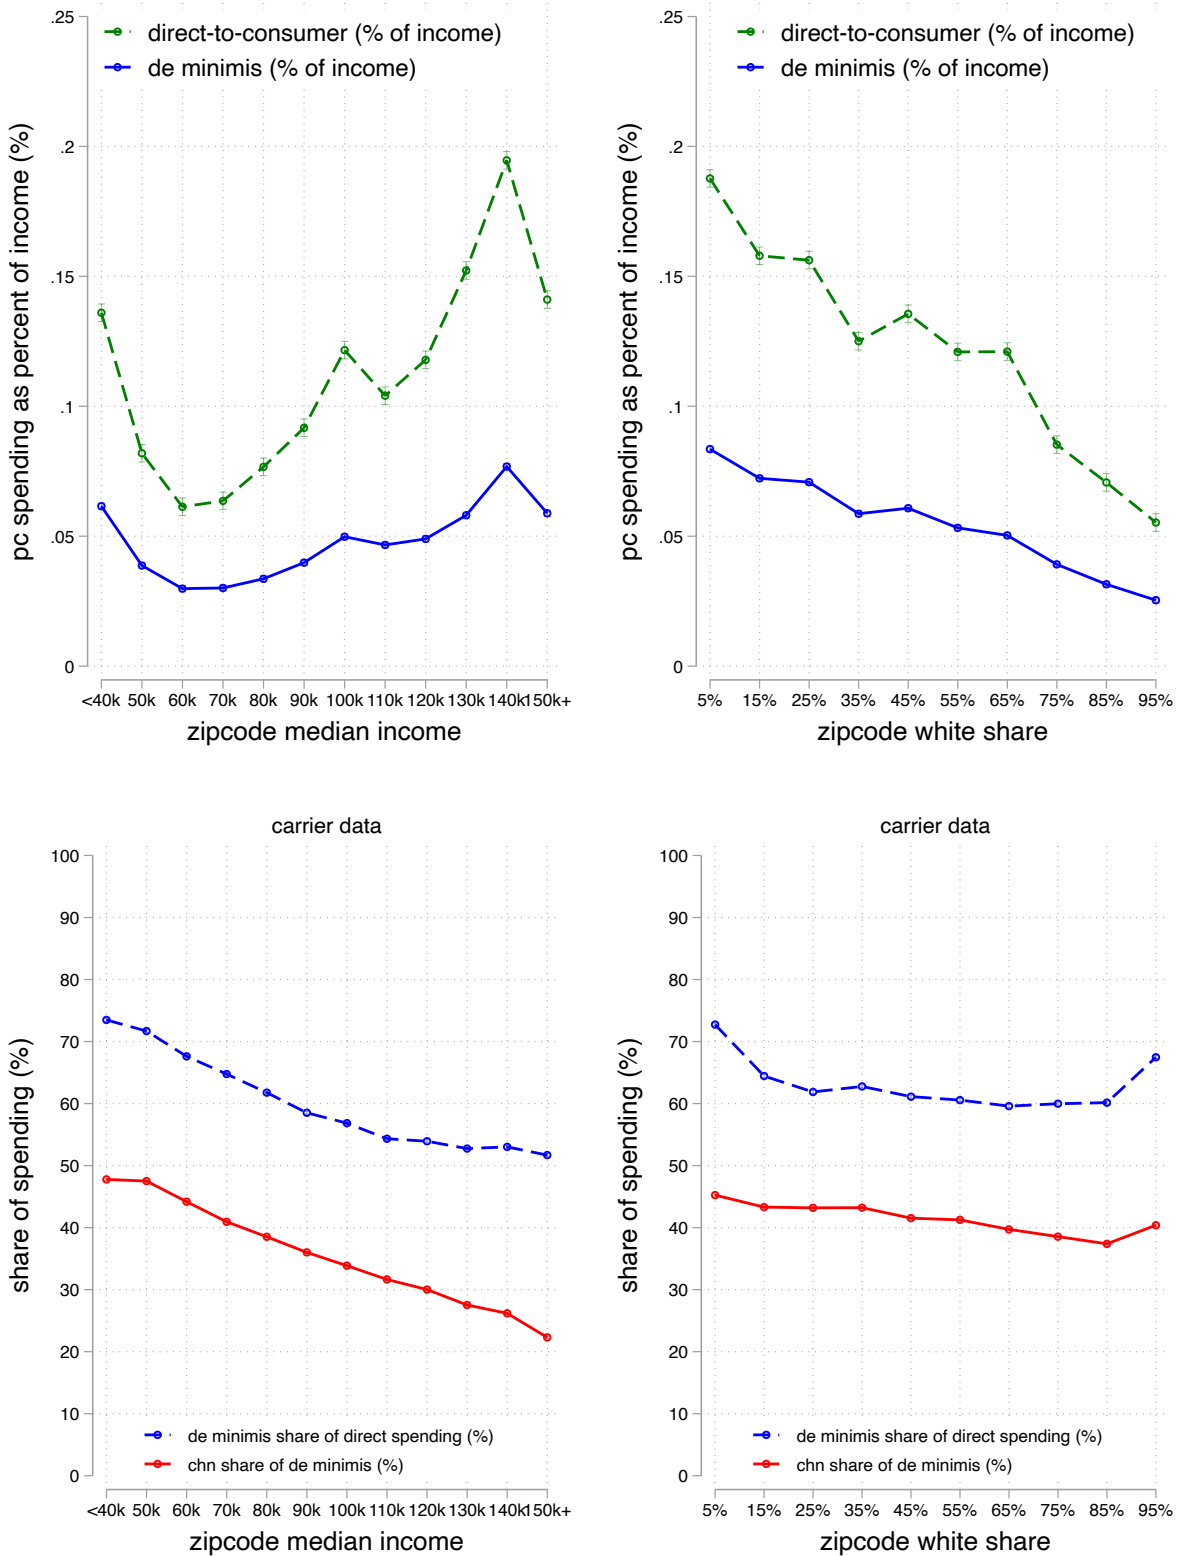 direct-to-consumer (% of income)
de minimis (% of income)
pc spending as percent of income (%)
.25
.2
.15
.1
.05
0
<40k 50k 60k 70k 80k 90k 100k 110k 120k 130k 140k 150k+
zipcode median income
direct-to-consumer (% of income)
de minimis (% of income)
pc spending as percent of income (%)
.25
.2
.15
.1
.05
0
5% 15% 25% 35% 45% 55% 65% 75% 85% 95%
zipcode white share
carrier data
share of spending (%)
100
90
80
70
60
50
40
30
20
10
0
de minimis share of direct spending (%)
chn share of de minimis (%)
<40k 50k 60k 70k 80k 90k 100k 110k 120k 130k 140k 150k+
zipcode median income
carrier data
share of spending (%)
100
90
80
70
60
50
40
30
20
10
0
de minimis share of direct spending (%)
chn share of de minimis (%)
5% 15% 25% 35% 45% 55% 65% 75% 85% 95%
zipcode white share